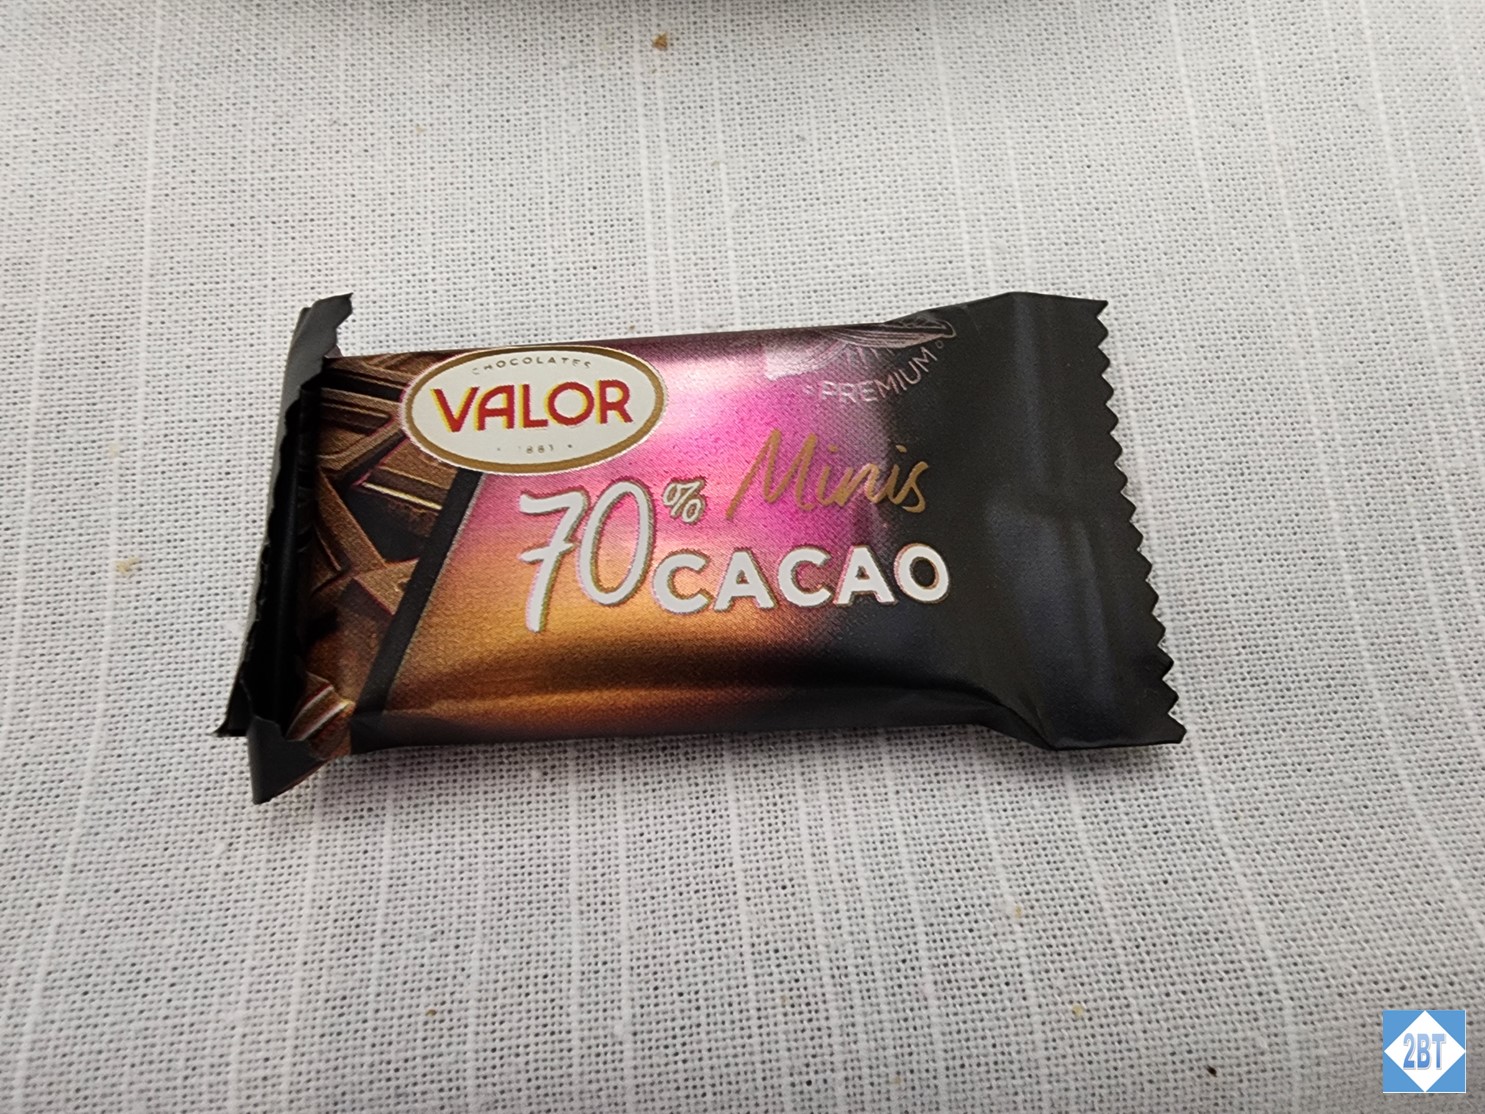 CHOCOLATES
VALOR
1881
PREMIUM
70% Minis
CACAO
2BT